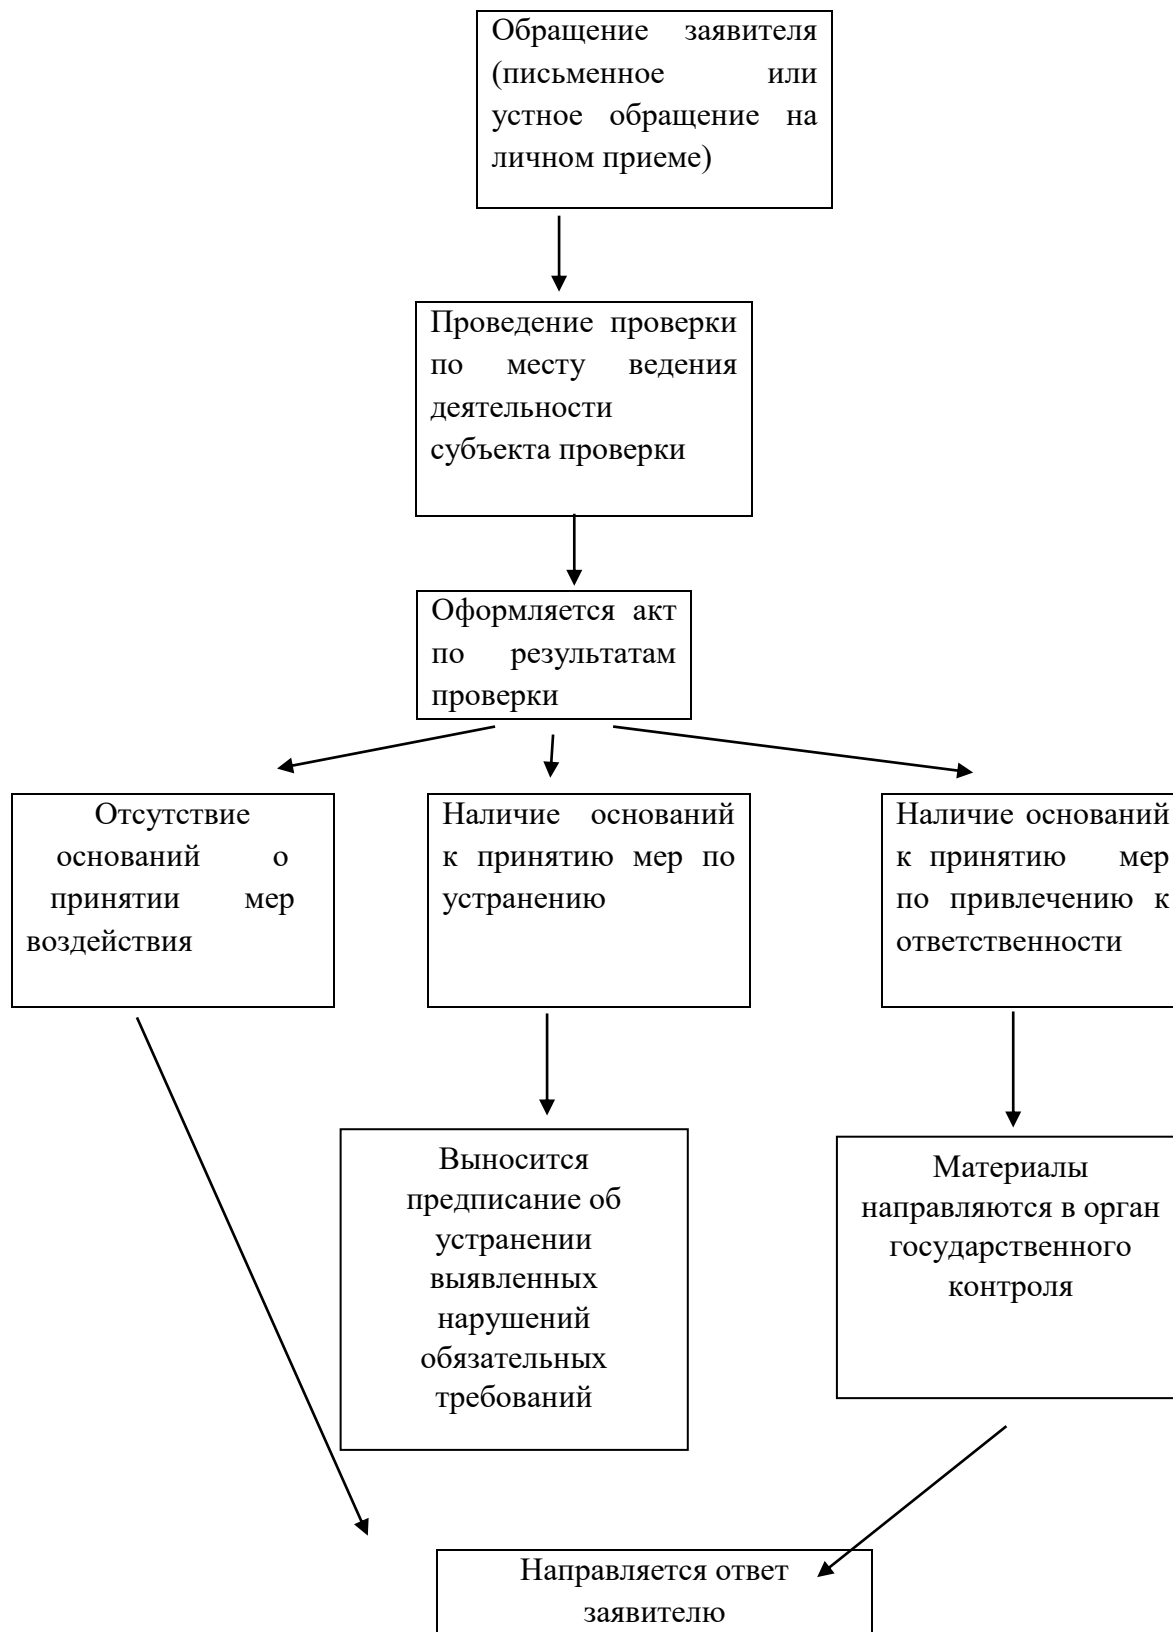 Обращение заявителя
(письменное или
устное обращение на
личном приеме)
Проведение проверки
по месту ведения
деятельности
субъекта проверки
Оформляется акт
по результатам
проверки
Отсутствие
оснований о
принятии мер
воздействия
Наличие оснований
к принятию мер по
устранению
Наличие оснований
к принятию мер
по привлечению к
ответственности
Выносится
предписание об
устранении
выявленных
нарушений
обязательных
требований
Материалы
направляются в орган
государственного
контроля
Направляется ответ
заявителю